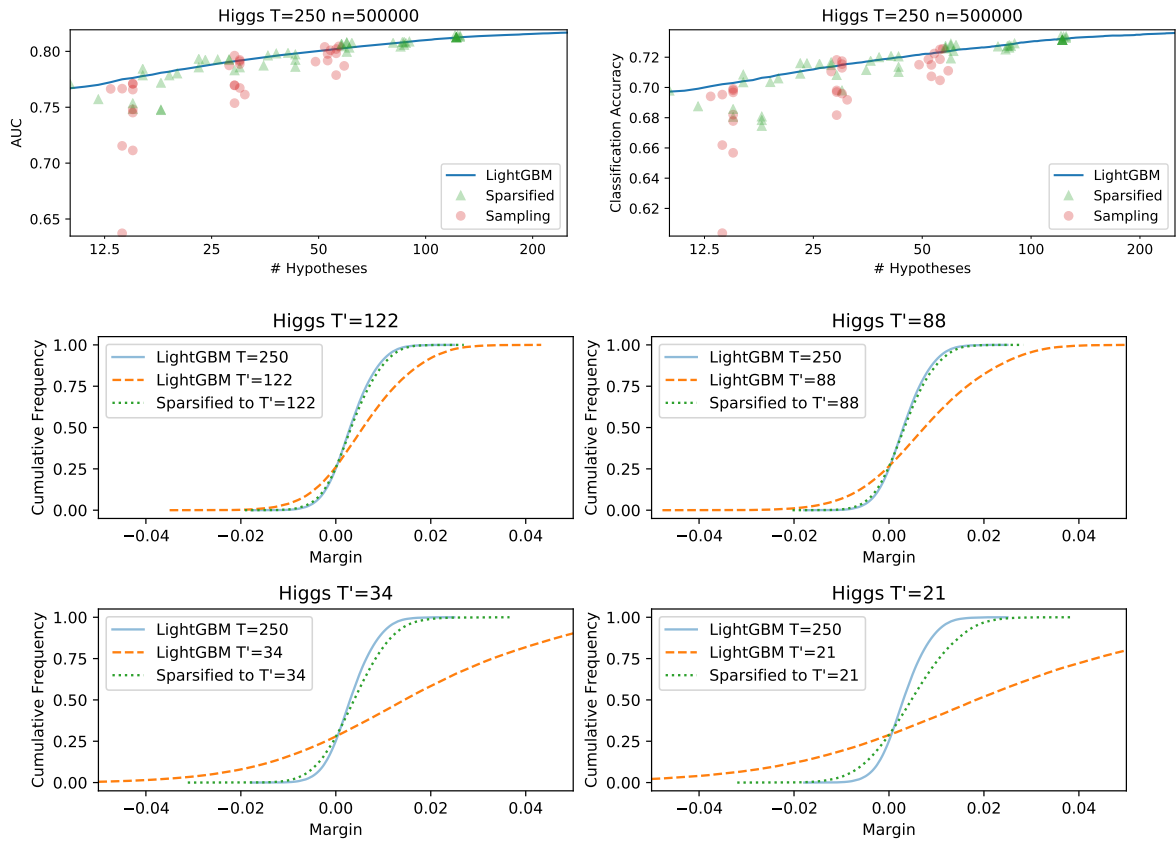 Higgs T=250 n=500000
0.80
0.75
0.70
0.65
AUC
LightGBM
Sparsified
Sampling
12.5 25 50 100 200
# Hypotheses
Higgs T=250 n=500000
0.72
0.70
0.68
0.66
0.64
0.62
Classification Accuracy
LightGBM
Sparsified
Sampling
12.5 25 50 100 200
# Hypotheses
Higgs T'=122
1.00
0.75
0.50
0.25
0.00
Cumulative Frequency
LightGBM T=250
LightGBM T'=122
Sparsified to T'=122
−0.04 −0.02 0.00 0.02 0.04
Margin
Higgs T'=88
1.00
0.75
0.50
0.25
0.00
Cumulative Frequency
LightGBM T=250
LightGBM T'=88
Sparsified to T'=88
−0.04 −0.02 0.00 0.02 0.04
Margin
Higgs T'=34
1.00
0.75
0.50
0.25
0.00
Cumulative Frequency
LightGBM T=250
LightGBM T'=34
Sparsified to T'=34
−0.04 −0.02 0.00 0.02 0.04
Margin
Higgs T'=21
1.00
0.75
0.50
0.25
0.00
Cumulative Frequency
LightGBM T=250
LightGBM T'=21
Sparsified to T'=21
−0.04 −0.02 0.00 0.02 0.04
Margin